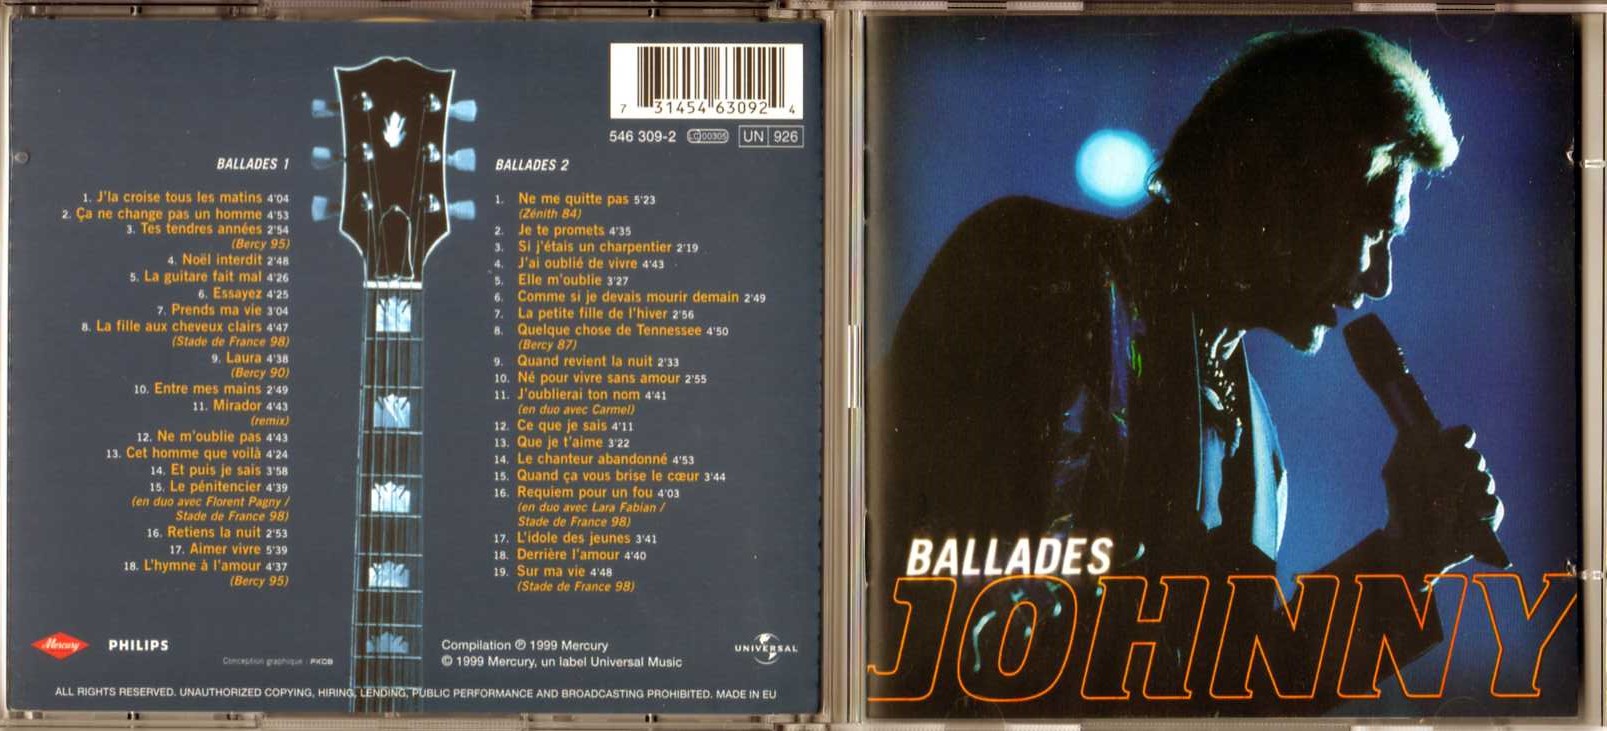 7 31454 63092 4
546 309-2 LC 00305 UN 926
BALLADES 1
1. J'la croise tous les matins 4'04
2. Ça ne change pas un homme 4'53
3. Tes tendres années 2'54
(Bercy 95)
4. Noël interdit 2'48
5. La guitare fait mal 4'26
6. Essayez 4'25
7. Prends ma vie 3'04
8. La fille aux cheveux clairs 4'47
(Stade de France 98)
9. Laura 4'38
(Bercy 90)
10. Entre mes mains 2'49
11. Mirador 4'43
(remix)
12. Ne m'oublie pas 4'43
13. Cet homme que voilà 4'24
14. Et puis je sais 3'58
15. Le pénitencier 4'39
(en duo avec Florent Pagny /
Stade de France 98)
16. Retiens la nuit 2'53
17. Aimer vivre 5'39
18. L'hymne à l'amour 4'37
(Bercy 95)
BALLADES 2
1. Ne me quitte pas 5'23
(Zénith 84)
2. Je te promets 4'35
3. Si j'étais un charpentier 2'19
4. J'ai oublié de vivre 4'43
5. Elle m'oublie 3'27
6. Comme si je devais mourir demain 2'49
7. La petite fille de l'hiver 2'56
8. Quelque chose de Tennessee 4'50
(Bercy 87)
9. Quand revient la nuit 2'33
10. Né pour vivre sans amour 2'55
11. J'oublierai ton nom 4'41
(en duo avec Carmel)
12. Ce que je sais 4'11
13. Que je t'aime 3'22
14. Le chanteur abandonné 4'53
15. Quand ça vous brise le cœur 3'44
16. Requiem pour un fou 4'03
(en duo avec Lara Fabian /
Stade de France 98)
17. L'idole des jeunes 3'41
18. Derrière l'amour 4'40
19. Sur ma vie 4'48
(Stade de France 98)
Mercury PHILIPS
Conception graphique : FKGB
Compilation ℗ 1999 Mercury
© 1999 Mercury, un label Universal Music
UNIVERSAL
ALL RIGHTS RESERVED. UNAUTHORIZED COPYING, HIRING, LENDING, PUBLIC PERFORMANCE AND BROADCASTING PROHIBITED. MADE IN EU
BALLADES
JOHNNY